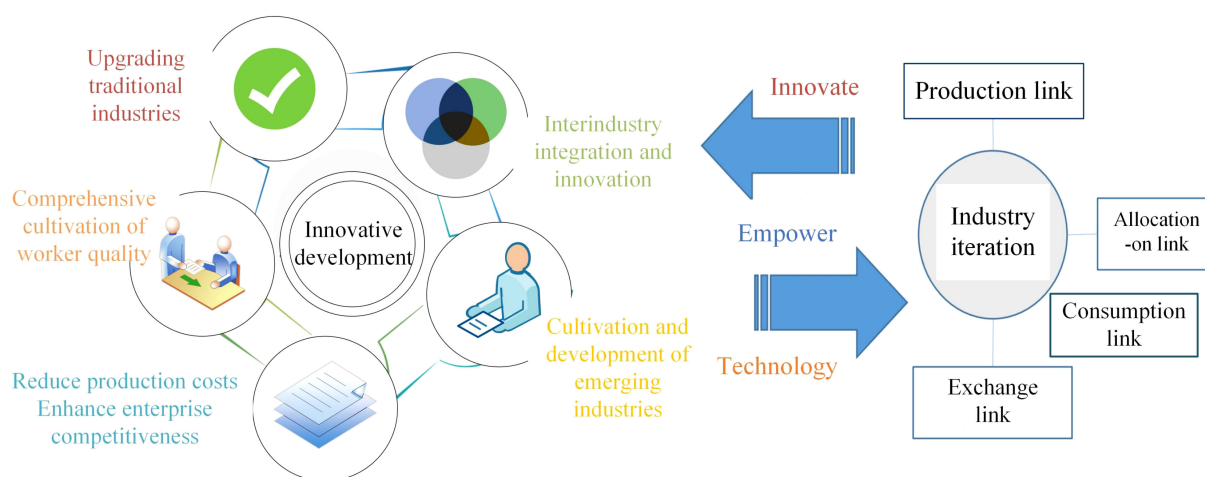 Upgrading
traditional
industries
Interindustry
integration and
innovation
Comprehensive
cultivation of
worker quality
Innovative
development
Cultivation and
development of
emerging
industries
Reduce production costs
Enhance enterprise
competitiveness
Innovate
Empower
Technology
Production link
Industry
iteration
Allocation
-on link
Consumption
link
Exchange
link